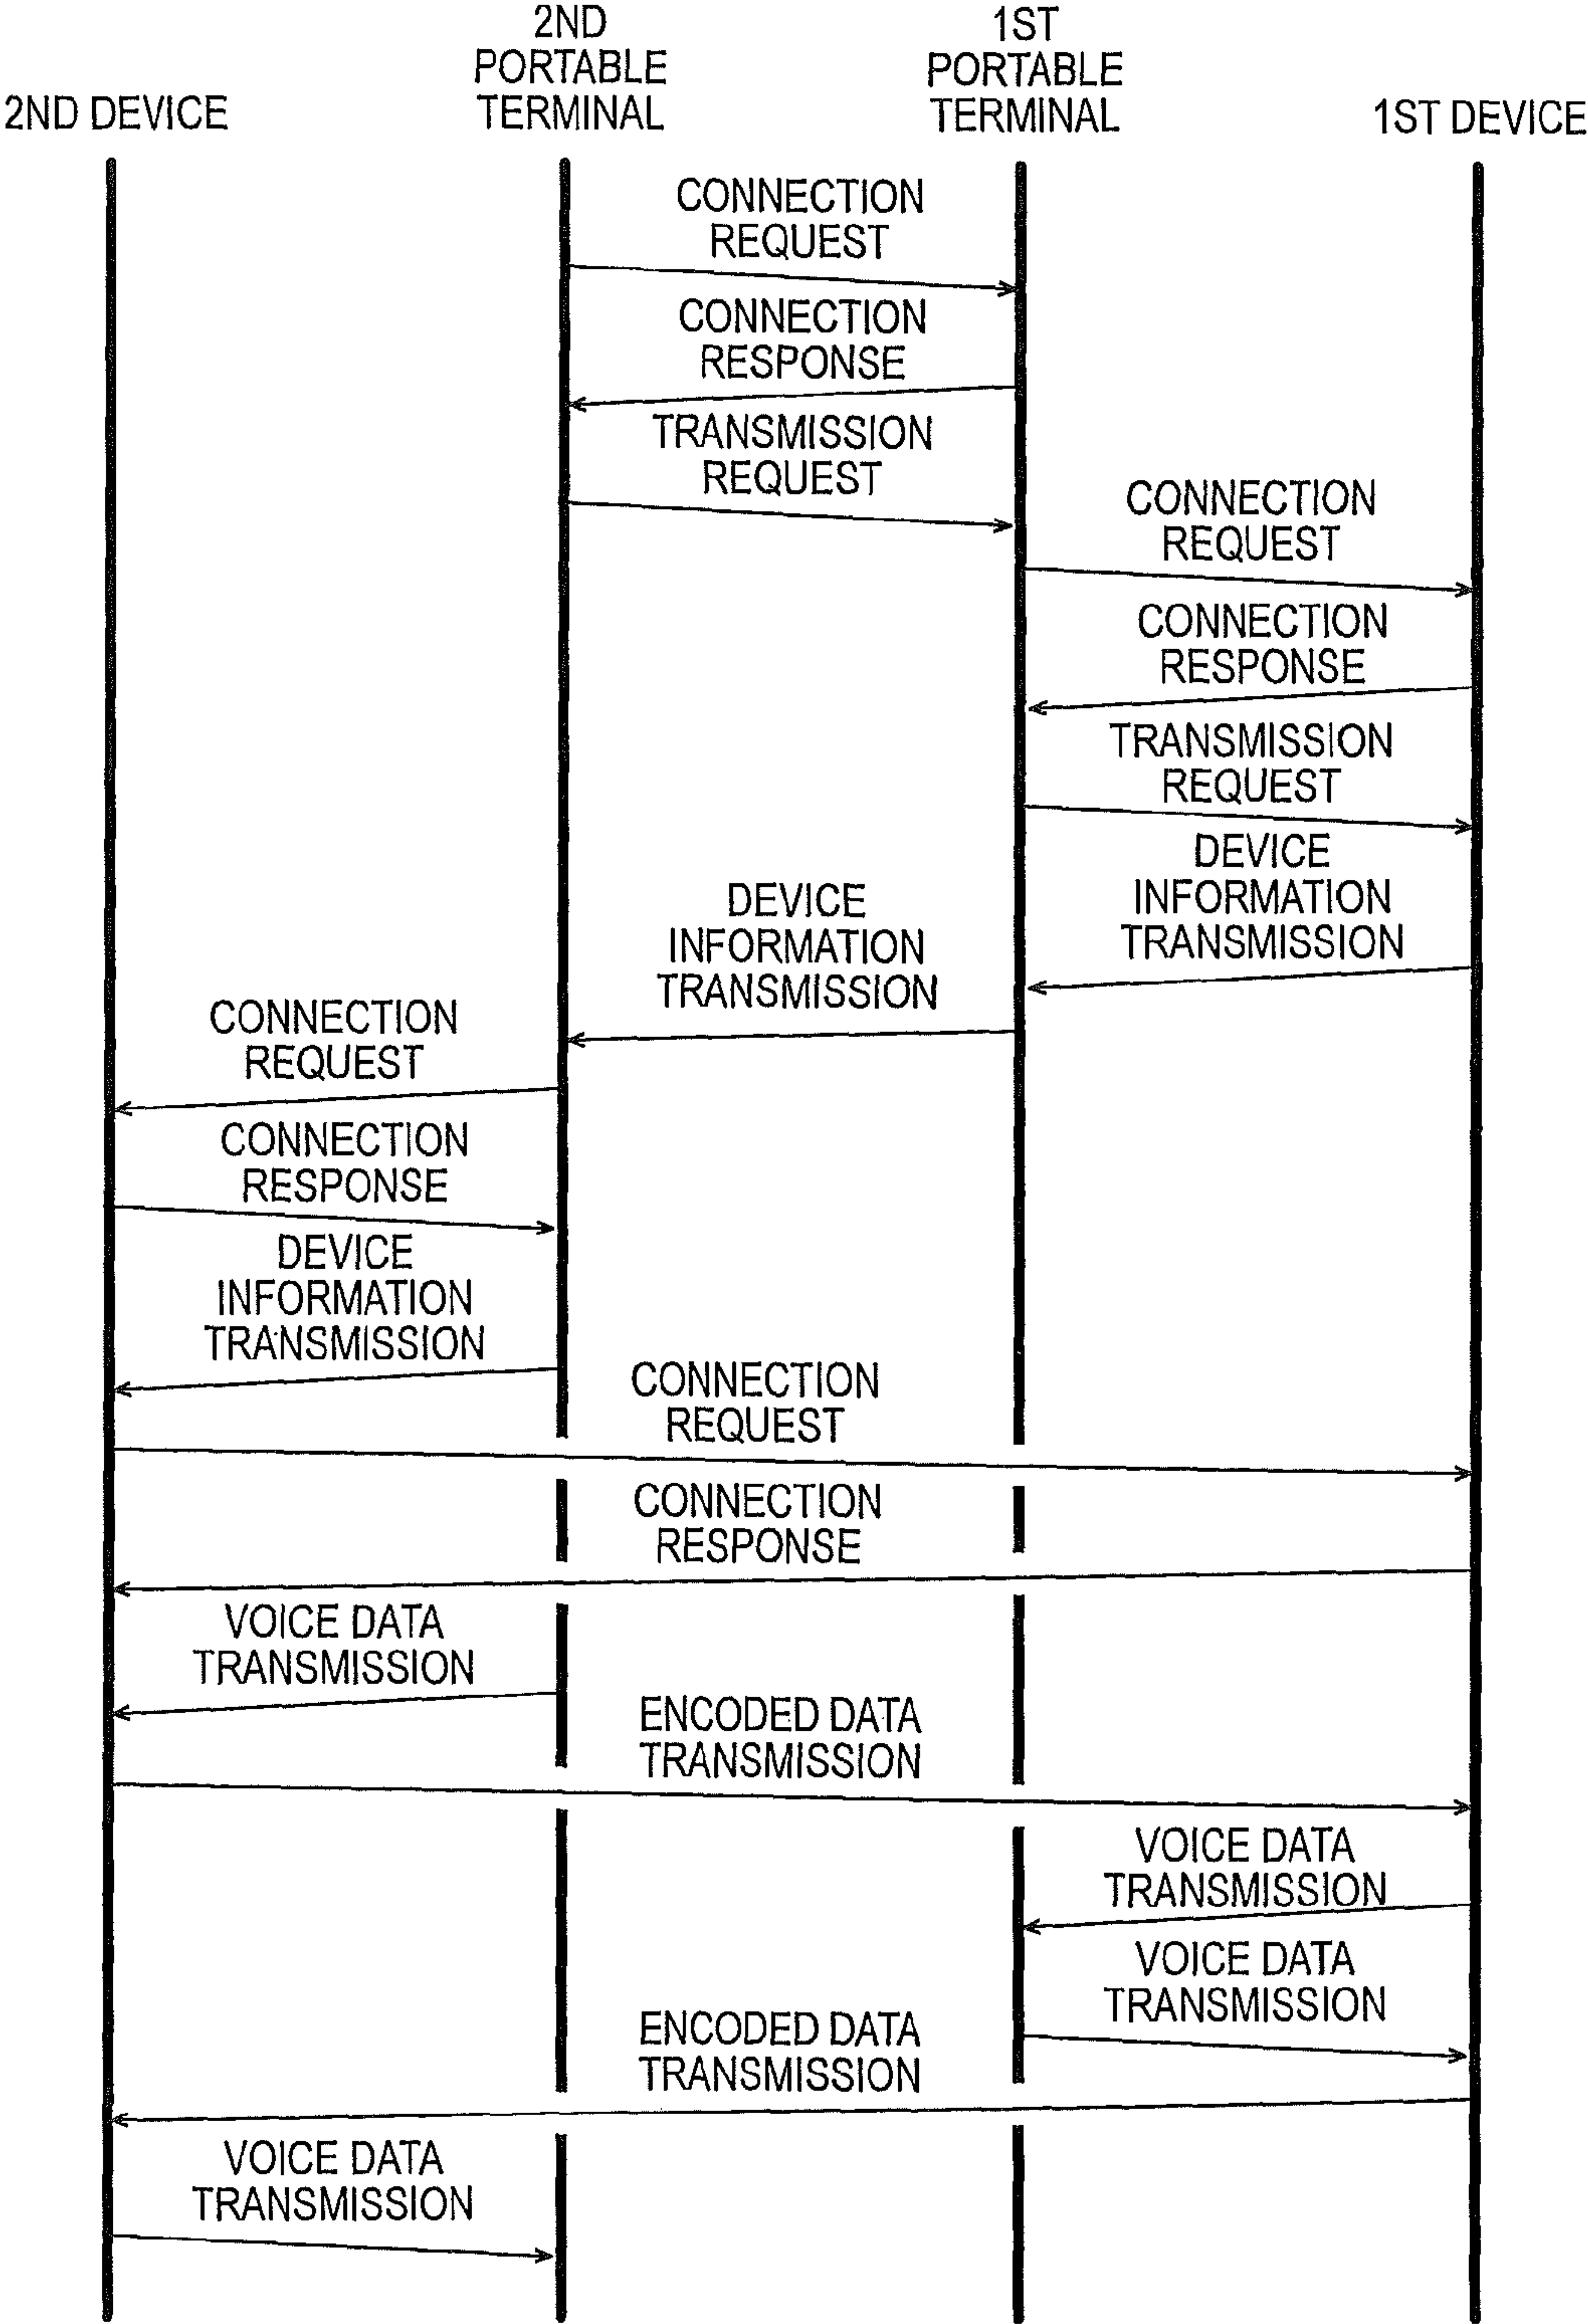 2ND DEVICE
2ND
PORTABLE
TERMINAL
1ST
PORTABLE
TERMINAL
1ST DEVICE
CONNECTION
REQUEST
CONNECTION
RESPONSE
TRANSMISSION
REQUEST
CONNECTION
REQUEST
CONNECTION
RESPONSE
TRANSMISSION
REQUEST
DEVICE
INFORMATION
TRANSMISSION
DEVICE
INFORMATION
TRANSMISSION
CONNECTION
REQUEST
CONNECTION
RESPONSE
DEVICE
INFORMATION
TRANSMISSION
CONNECTION
REQUEST
CONNECTION
RESPONSE
VOICE DATA
TRANSMISSION
ENCODED DATA
TRANSMISSION
VOICE DATA
TRANSMISSION
VOICE DATA
TRANSMISSION
ENCODED DATA
TRANSMISSION
VOICE DATA
TRANSMISSION